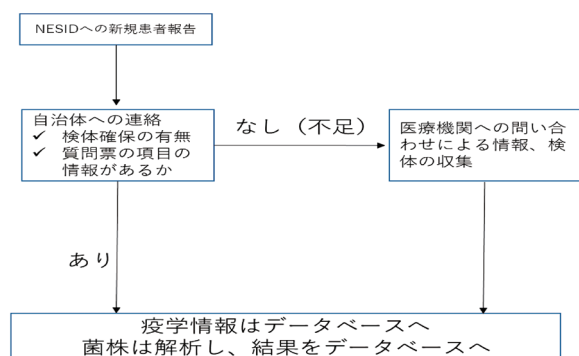 NESIDへの新規患者報告
自治体への連絡
✓ 検体確保の有無
✓ 質問票の項目の
情報があるか
なし（不足）
医療機関への問い合
わせによる情報、検
体の収集
あり
疫学情報はデータベースへ
菌株は解析し、結果をデータベースへ